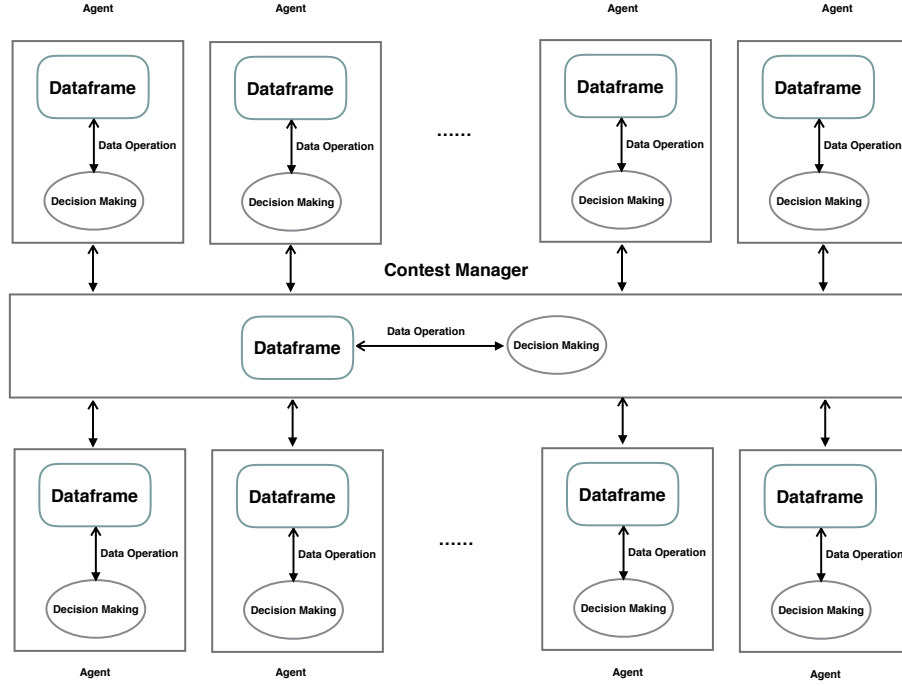 Agent Agent Agent Agent
Dataframe Dataframe Dataframe Dataframe
......
Data Operation Data Operation Data Operation Data Operation
Decision Making Decision Making Decision Making Decision Making
Contest Manager
Data Operation
Dataframe Decision Making
Dataframe Dataframe Dataframe Dataframe
......
Data Operation Data Operation Data Operation Data Operation
Decision Making Decision Making Decision Making Decision Making
Agent Agent Agent Agent